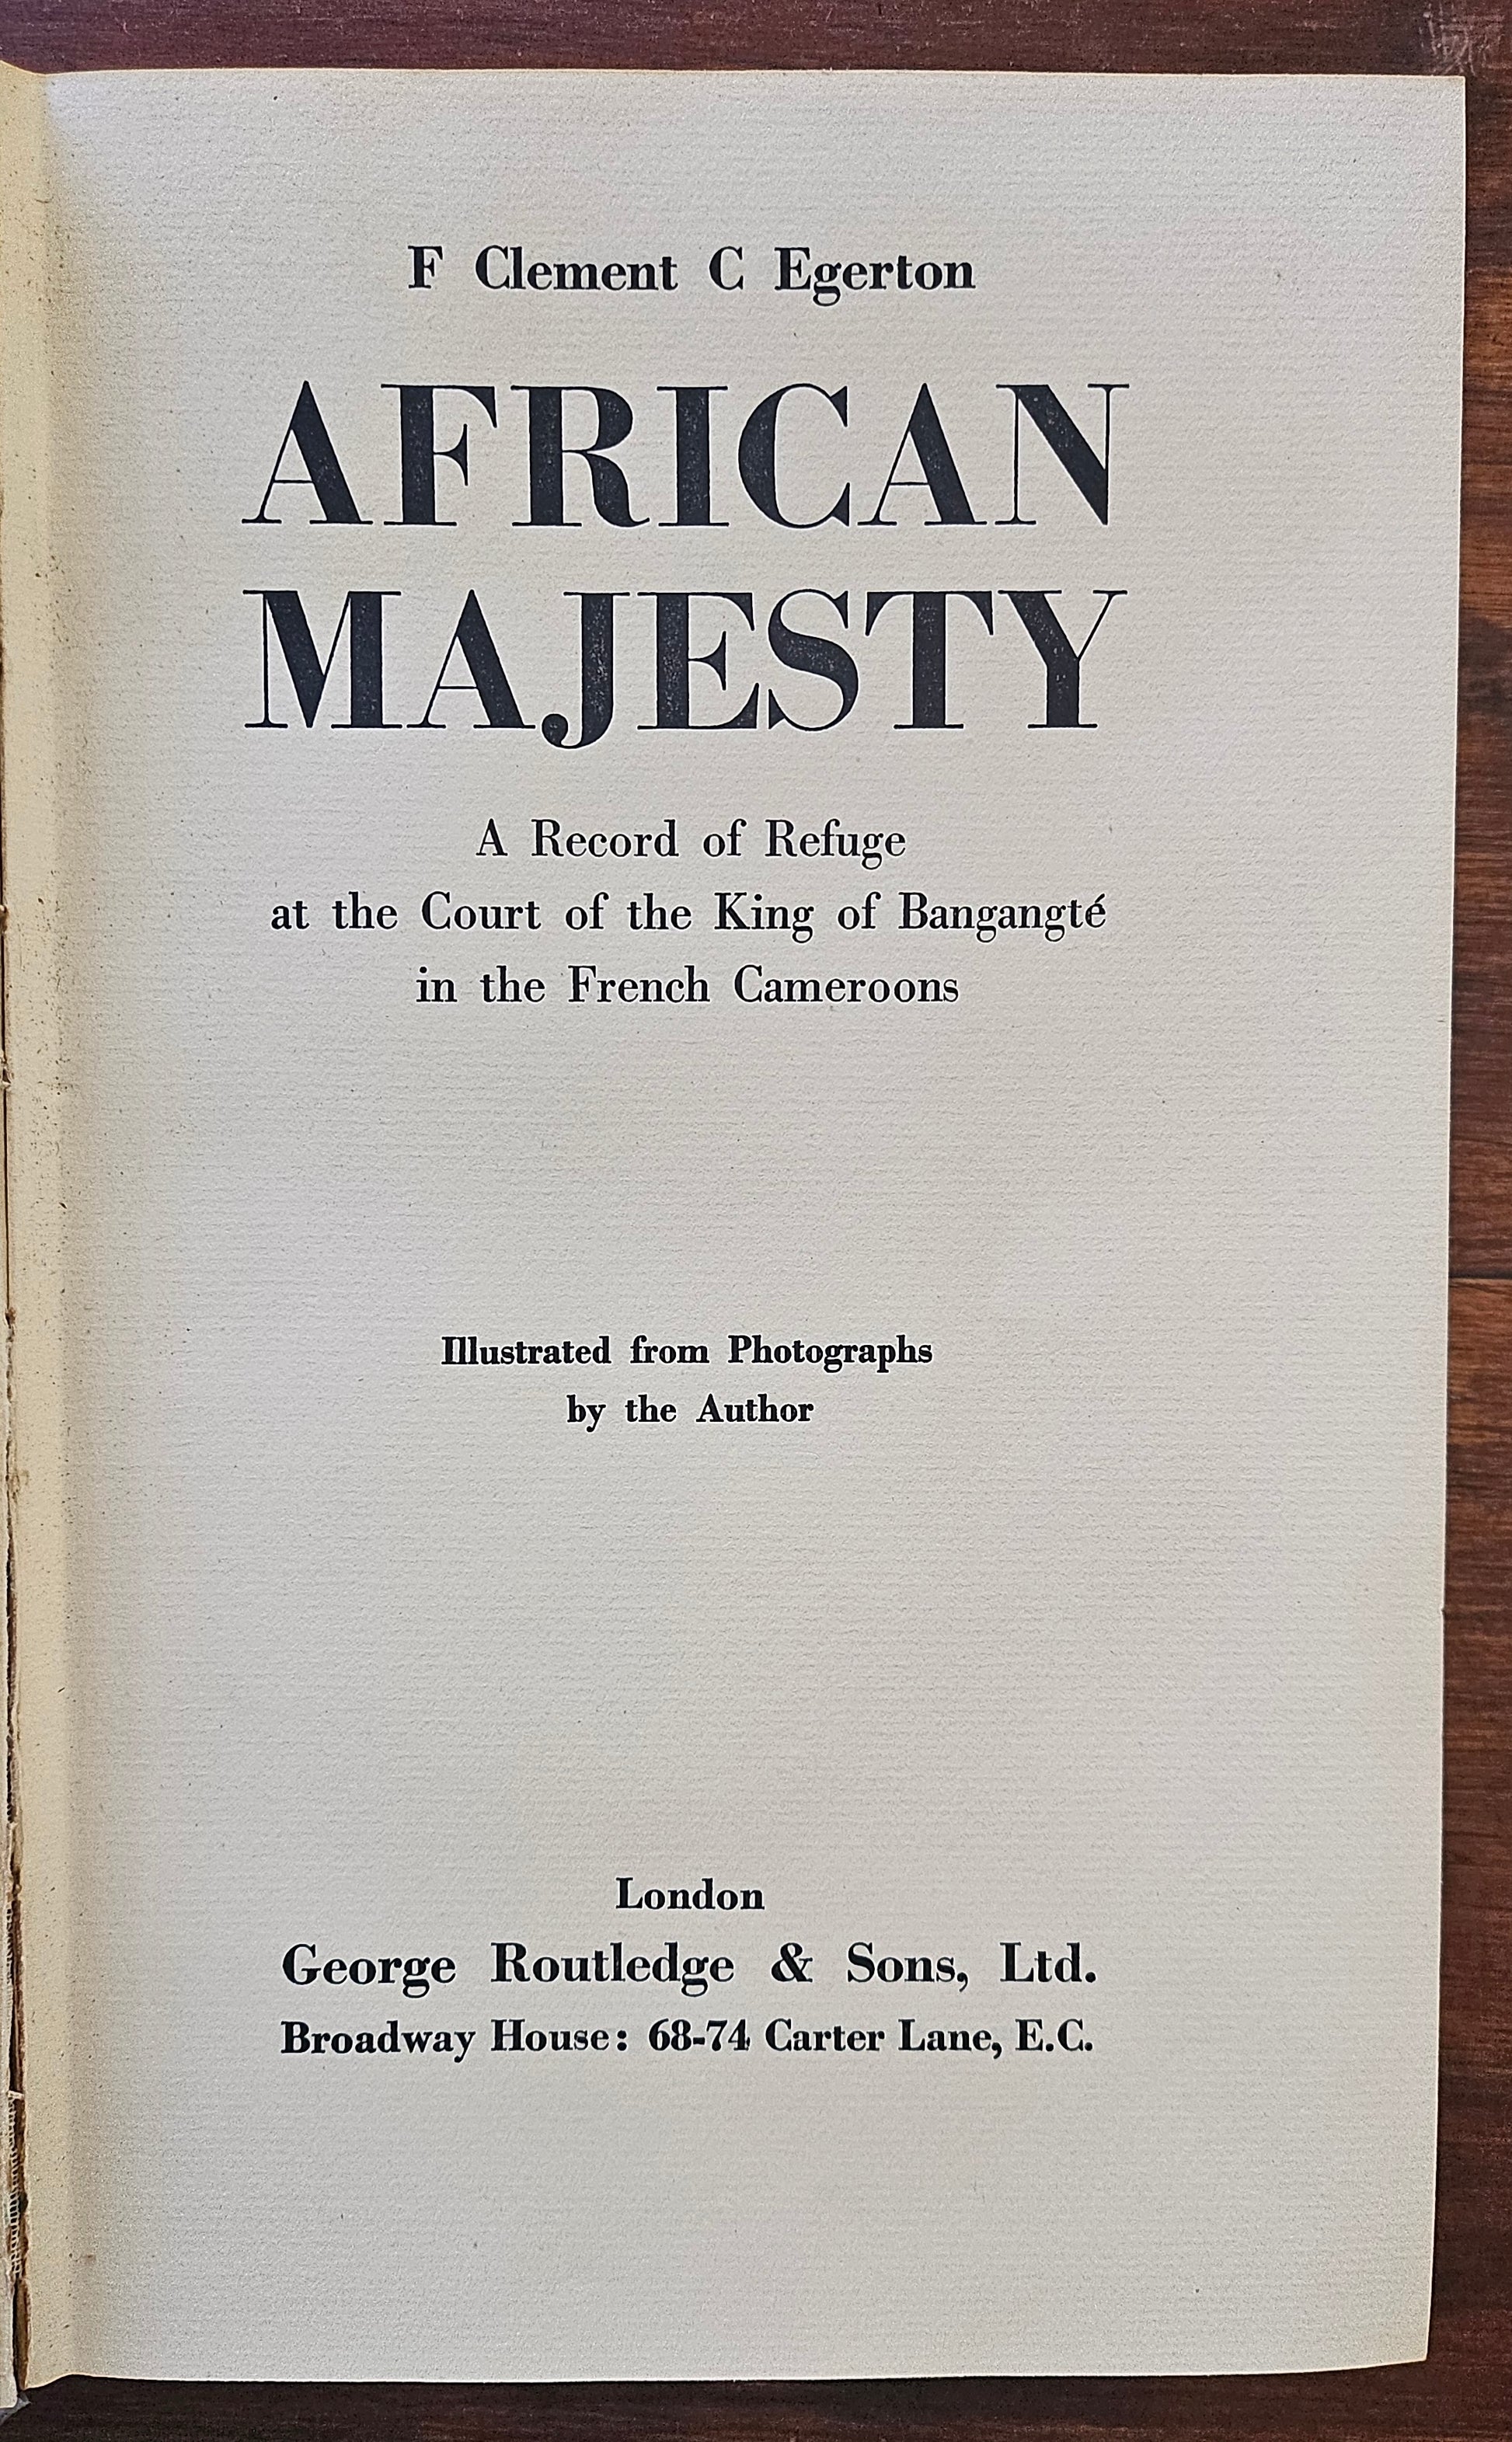 F Clement C Egerton
AFRICAN
MAJESTY
A Record of Refuge
at the Court of the King of Bangangté
in the French Cameroons
Illustrated from Photographs
by the Author
London
George Routledge & Sons, Ltd.
Broadway House: 68-74 Carter Lane, E.C.